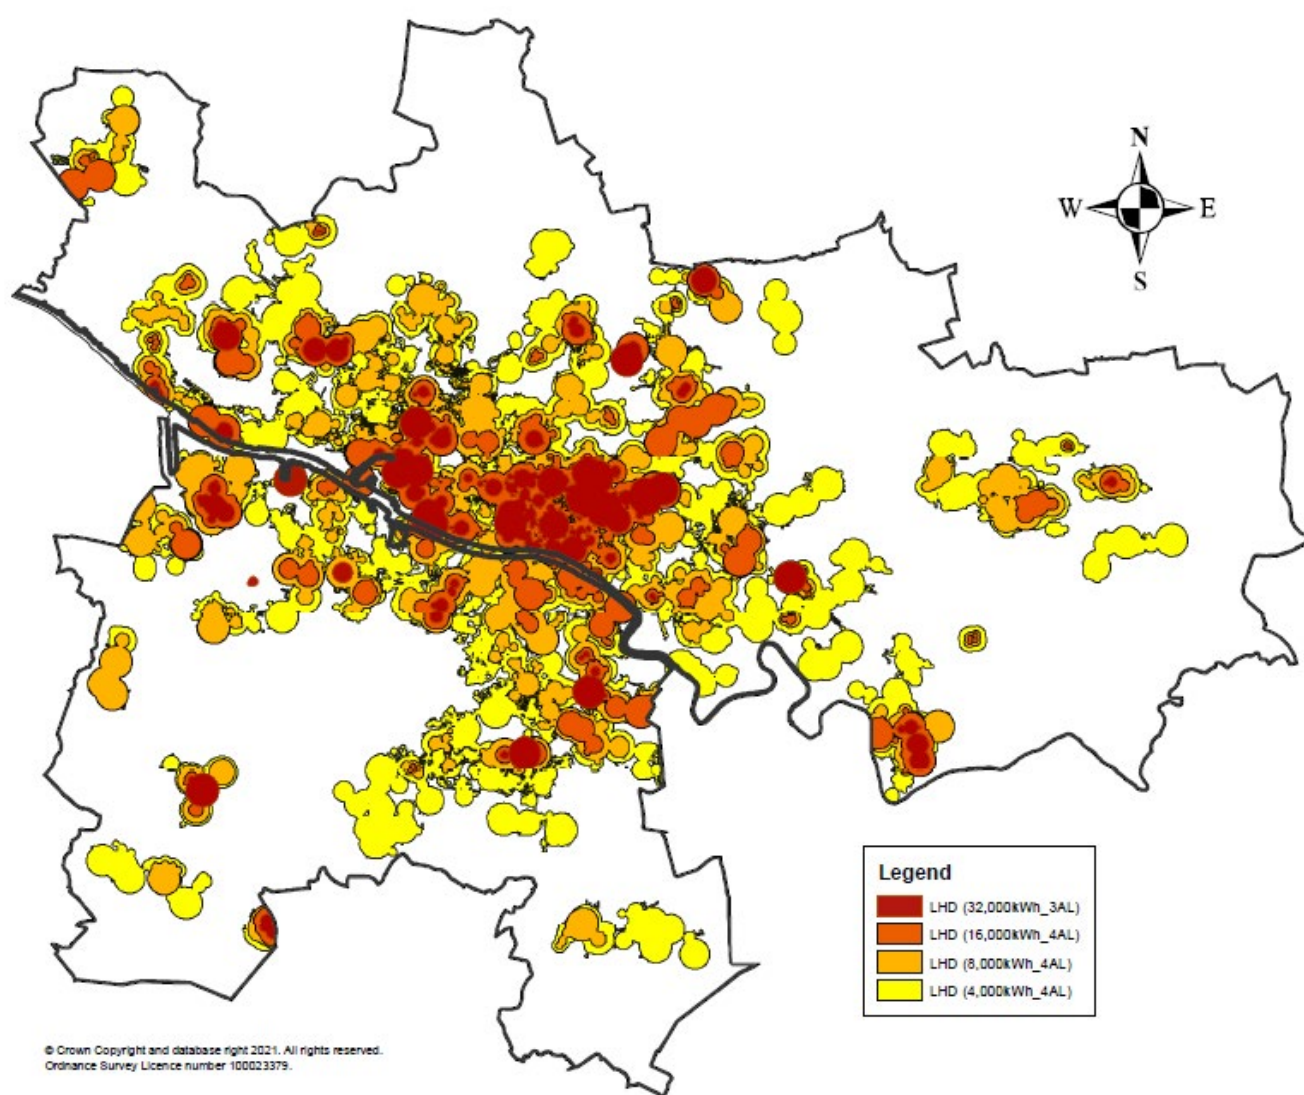 N
W
E
S
Legend
LHD (32,000kWh_3AL)
LHD (16,000kWh_4AL)
LHD (8,000kWh_4AL)
LHD (4,000kWh_4AL)
© Crown Copyright and database right 2021. All rights reserved.
Ordnance Survey Licence number 100023379.